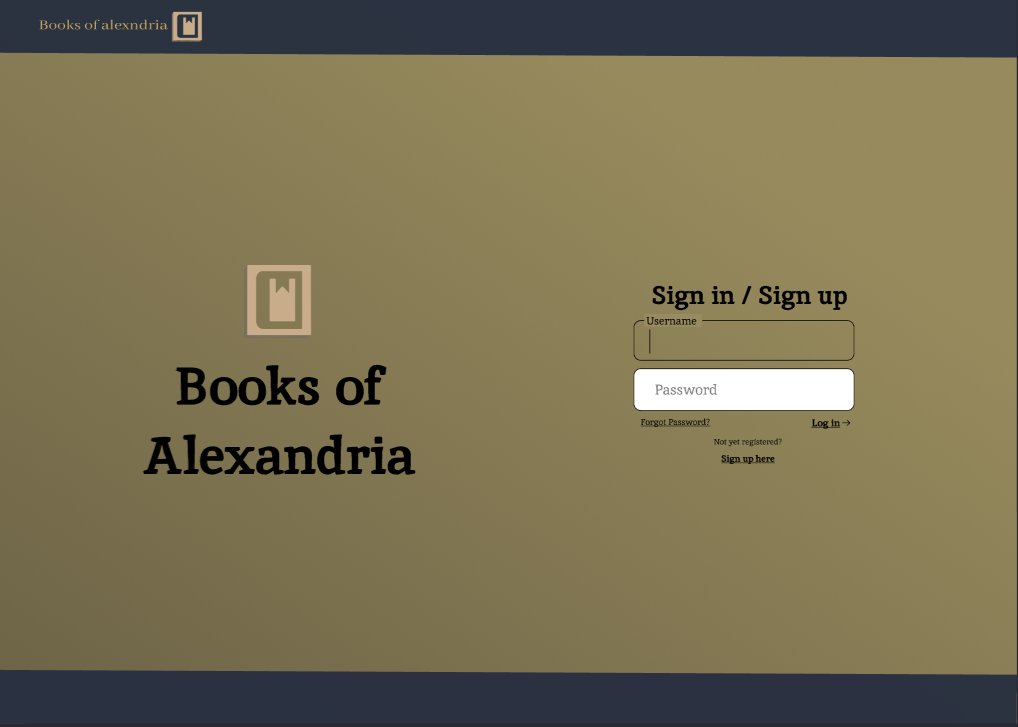 Books of alexndria
Books of
Alexandria
Sign in / Sign up
Username
Password
Forgot Password?
Log in →
Not yet registered?
Sign up here